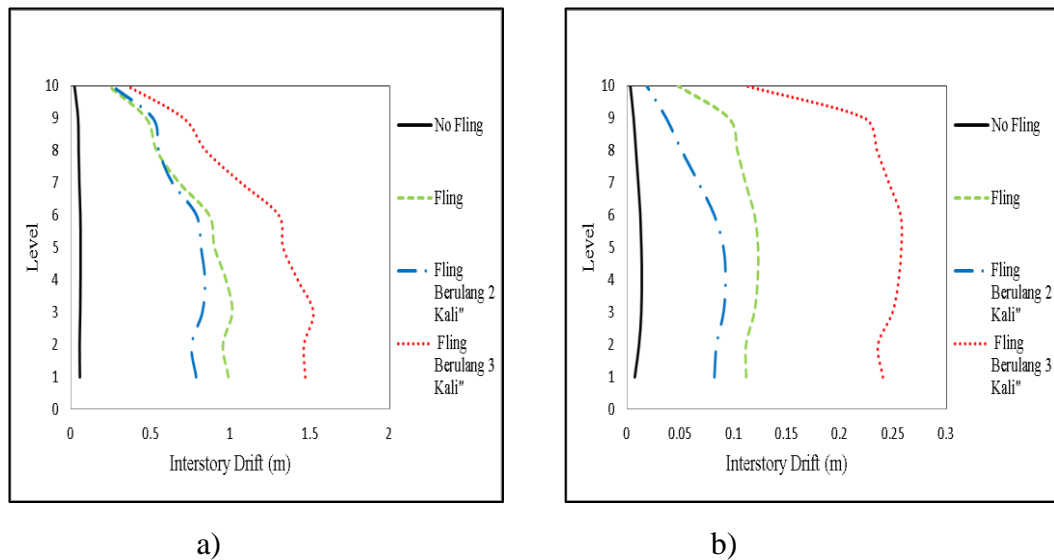 10
9
8
7
6
5
4
3
2
1
0
Level
0
0.5
1
1.5
2
Interstory Drift (m)
No Fling
Fling
Fling
Berulang 2
Kali"
Fling
Berulang 3
Kali"
a)
10
9
8
7
6
5
4
3
2
1
0
Level
0
0.05
0.1
0.15
0.2
0.25
0.3
Interstory Drift (m)
No Fling
Fling
Fling
Berulang 2
Kali"
Fling
Berulang 3
Kali"
b)